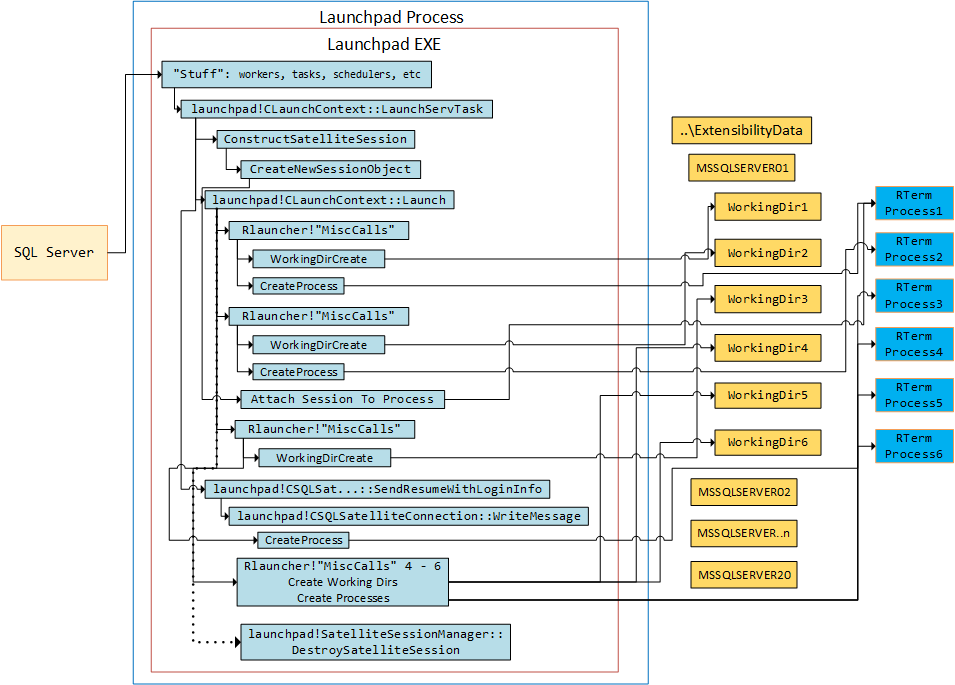 Launchpad Process
Launchpad EXE
"Stuff": workers, tasks, schedulers, etc
launchpad!CLaunchContext::LaunchServTask
ConstructSatelliteSession
CreateNewSessionObject
launchpad!CLaunchContext::Launch
Rlauncher!"MiscCalls"
WorkingDirCreate
CreateProcess
Rlauncher!"MiscCalls"
WorkingDirCreate
CreateProcess
Attach Session To Process
Rlauncher!"MiscCalls"
WorkingDirCreate
launchpad!CSQLSat...::SendResumeWithLoginInfo
launchpad!CSQLSatelliteConnection::WriteMessage
CreateProcess
Rlauncher!"MiscCalls" 4 - 6
Create Working Dirs
Create Processes
launchpad!SatelliteSessionManager::
DestroySatelliteSession
SQL Server
..\ExtensibilityData
MSSQLSERVER01
WorkingDir1
WorkingDir2
WorkingDir3
WorkingDir4
WorkingDir5
WorkingDir6
MSSQLSERVER02
MSSQLSERVER..n
MSSQLSERVER20
RTerm
Process1
RTerm
Process2
RTerm
Process3
RTerm
Process4
RTerm
Process5
RTerm
Process6